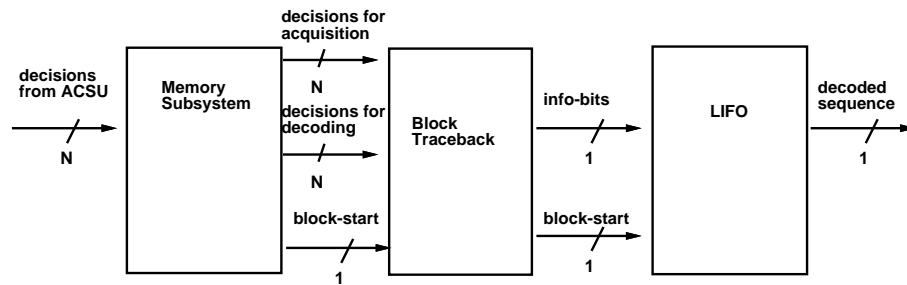 decisions
from ACSU
N
Memory
Subsystem
decisions for
acquisition
N
decisions for
decoding
N
block-start
1
Block
Traceback
info-bits
1
block-start
1
LIFO
decoded
sequence
1